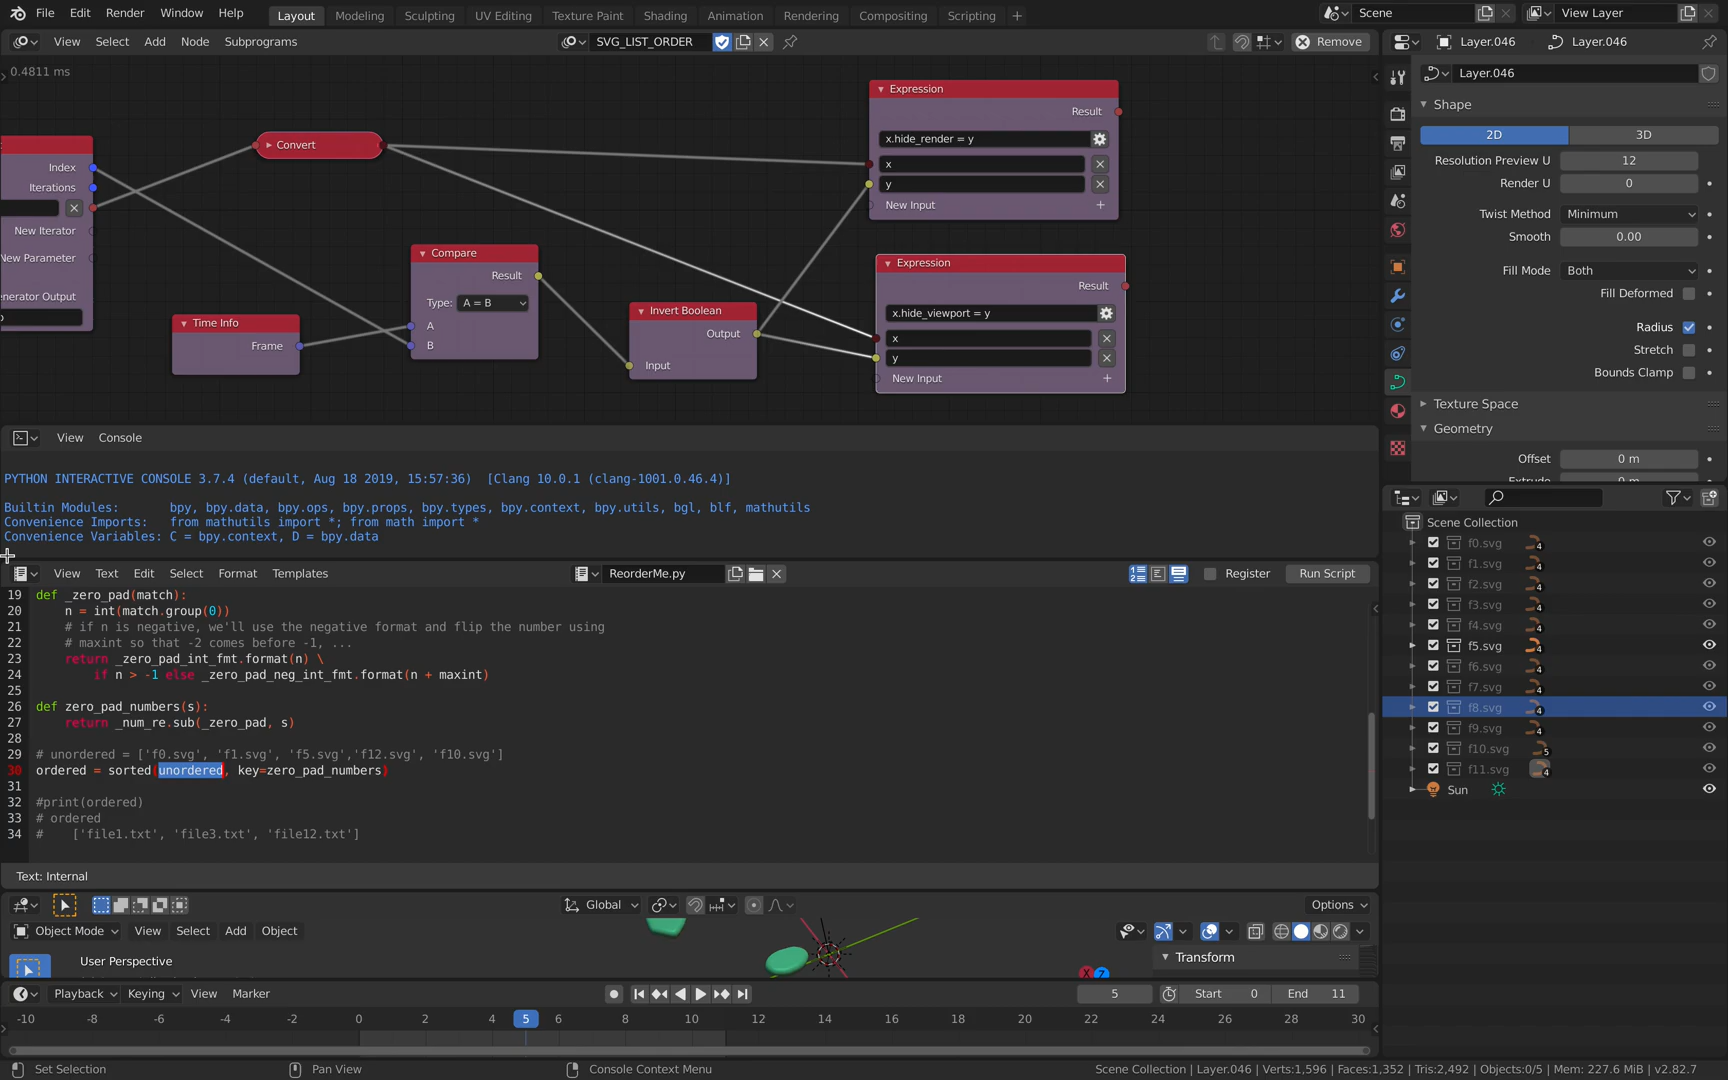 File Edit Render Window Help Layout Modeling Sculpting UV Editing Texture Paint Shading Animation Rendering Compositing Scripting + Scene View Layer
View Select Add Node Subprograms SVG_LIST_ORDER Remove Layer.046 Layer.046
0.4811 ms
Layer.046
Expression
Result
x.hide_render = y
x
y
New Input
Convert
Index
Iterations
New Iterator
New Parameter
enerator Output
Compare
Result
Type: A = B
A
B
Time Info
Frame
Invert Boolean
Output
Input
Expression
Result
x.hide_viewport = y
x
y
New Input
Shape
2D 3D
Resolution Preview U 12
Render U 0
Twist Method Minimum
Smooth 0.00
Fill Mode Both
Fill Deformed
Radius
Stretch
Bounds Clamp
Texture Space
Geometry
Offset 0 m
View Console
PYTHON INTERACTIVE CONSOLE 3.7.4 (default, Aug 18 2019, 15:57:36)  [Clang 10.0.1 (clang-1001.0.46.4)]
Builtin Modules: bpy, bpy.data, bpy.ops, bpy.props, bpy.types, bpy.context, bpy.utils, bgl, blf, mathutils
Convenience Imports: from mathutils import *; from math import *
Convenience Variables: C = bpy.context, D = bpy.data
View Text Edit Select Format Templates ReorderMe.py Register Run Script
19 def _zero_pad(match):
20 n = int(match.group(0))
21 # if n is negative, we'll use the negative format and flip the number using
22 # maxint so that -2 comes before -1, ...
23 return _zero_pad_int_fmt.format(n) \
24 if n > -1 else _zero_pad_neg_int_fmt.format(n + maxint)
25
26 def zero_pad_numbers(s):
27 return _num_re.sub(_zero_pad, s)
28
29 # unordered = ['f0.svg', 'f1.svg', 'f5.svg','f12.svg', 'f10.svg']
30 ordered = sorted(unordered, key=zero_pad_numbers)
31
32 #print(ordered)
33 # ordered
34 # ['file1.txt', 'file3.txt', 'file12.txt']
Text: Internal
Scene Collection
f0.svg 4
f1.svg 4
f2.svg 4
f3.svg 4
f4.svg 4
f5.svg 4
f6.svg 4
f7.svg 4
f8.svg 4
f9.svg 4
f10.svg 5
f11.svg 4
Sun
Global Options
Object Mode View Select Add Object
User Perspective X Z Transform
Playback Keying View Marker 5 Start 0 End 11
-10 -8 -6 -4 -2 0 2 4 5 6 8 10 12 14 16 18 20 22 24 26 28 30
Set Selection Pan View Console Context Menu Scene Collection | Layer.046 | Verts:1,596 | Faces:1,352 | Tris:2,492 | Objects:0/5 | Mem: 227.6 MiB | v2.82.7